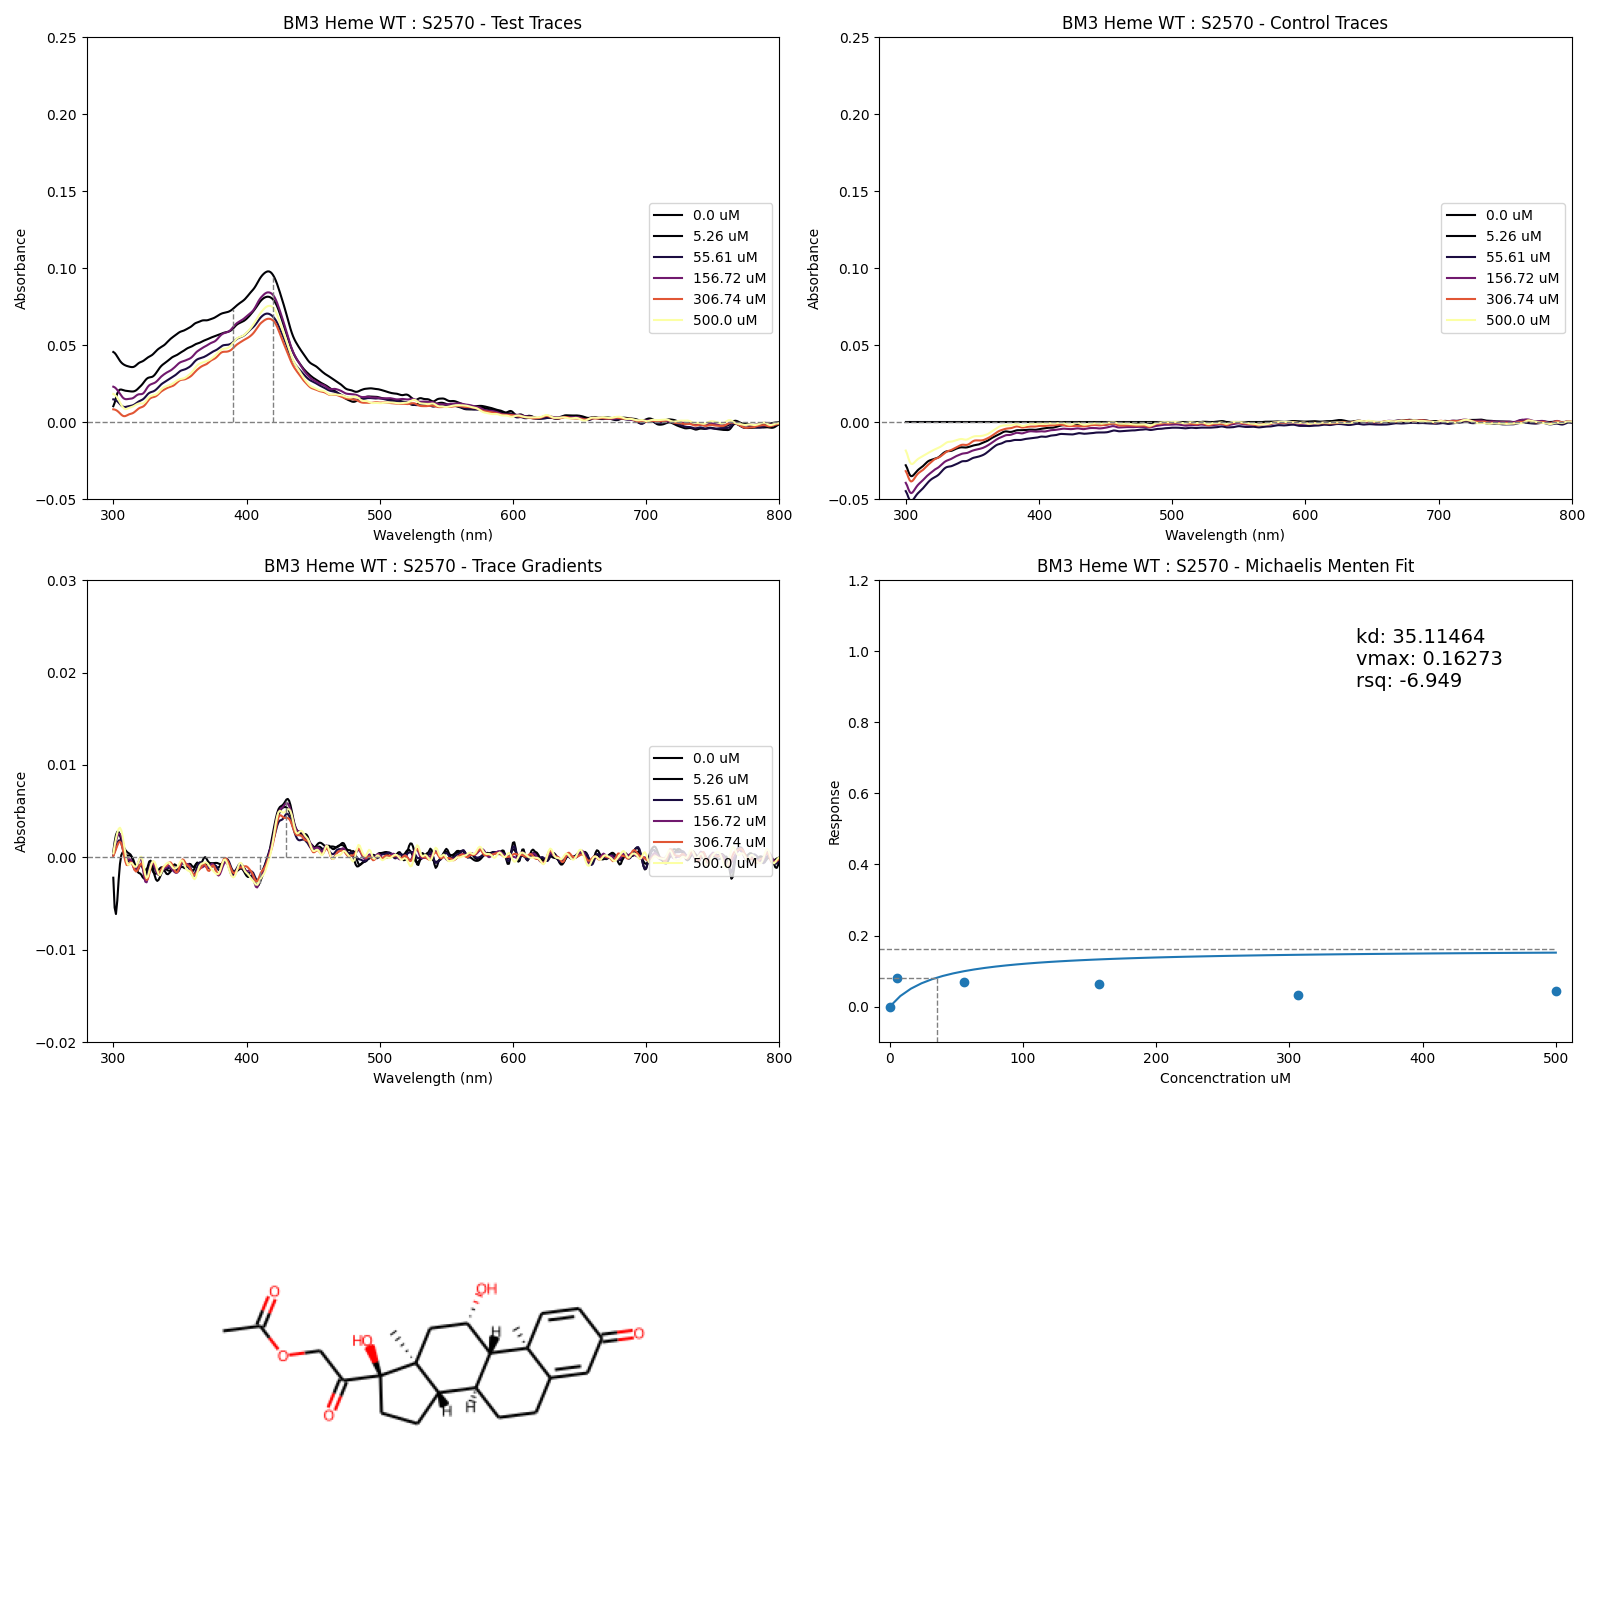 BM3 Heme WT : S2570 - Test Traces
0.25
0.20
0.15
0.10
0.05
0.00
−0.05
Absorbance
300 400 500 600 700 800
Wavelength (nm)
0.0 uM
5.26 uM
55.61 uM
156.72 uM
306.74 uM
500.0 uM
BM3 Heme WT : S2570 - Control Traces
0.25
0.20
0.15
0.10
0.05
0.00
−0.05
Absorbance
300 400 500 600 700 800
Wavelength (nm)
0.0 uM
5.26 uM
55.61 uM
156.72 uM
306.74 uM
500.0 uM
BM3 Heme WT : S2570 - Trace Gradients
0.03
0.02
0.01
0.00
−0.01
−0.02
Absorbance
300 400 500 600 700 800
Wavelength (nm)
0.0 uM
5.26 uM
55.61 uM
156.72 uM
306.74 uM
500.0 uM
BM3 Heme WT : S2570 - Michaelis Menten Fit
1.2
1.0
0.8
0.6
0.4
0.2
0.0
Response
0 100 200 300 400 500
Concenctration uM
kd: 35.11464
vmax: 0.16273
rsq: -6.949
O
OH
HO
H
O
O
H
H
O